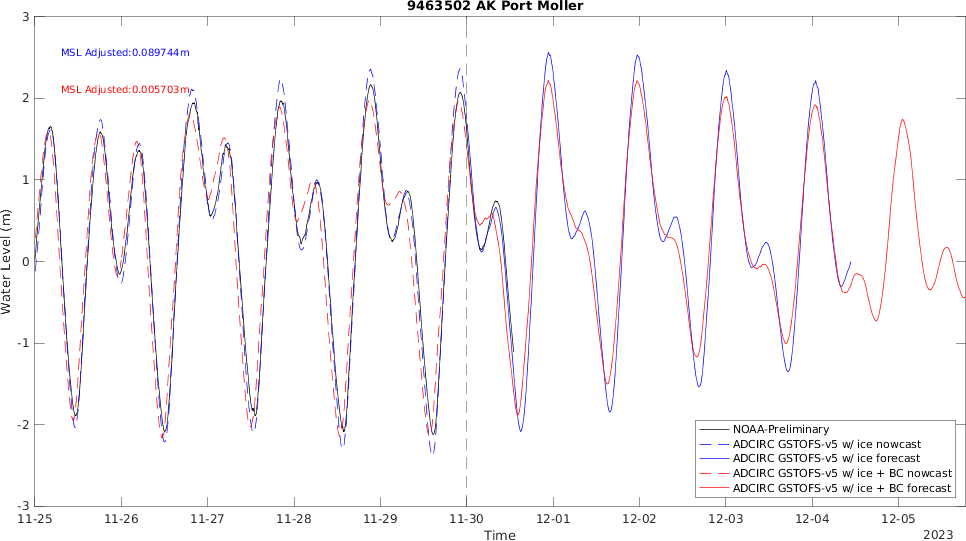 9463502 AK Port Moller
MSL Adjusted:0.089744m
MSL Adjusted:0.005703m
Water Level (m)
3
2
1
0
-1
-2
-3
NOAA-Preliminary
ADCIRC GSTOFS-v5 w/ ice nowcast
ADCIRC GSTOFS-v5 w/ ice forecast
ADCIRC GSTOFS-v5 w/ ice + BC nowcast
ADCIRC GSTOFS-v5 w/ ice + BC forecast
11-25 11-26 11-27 11-28 11-29 11-30 12-01 12-02 12-03 12-04 12-05
Time
2023